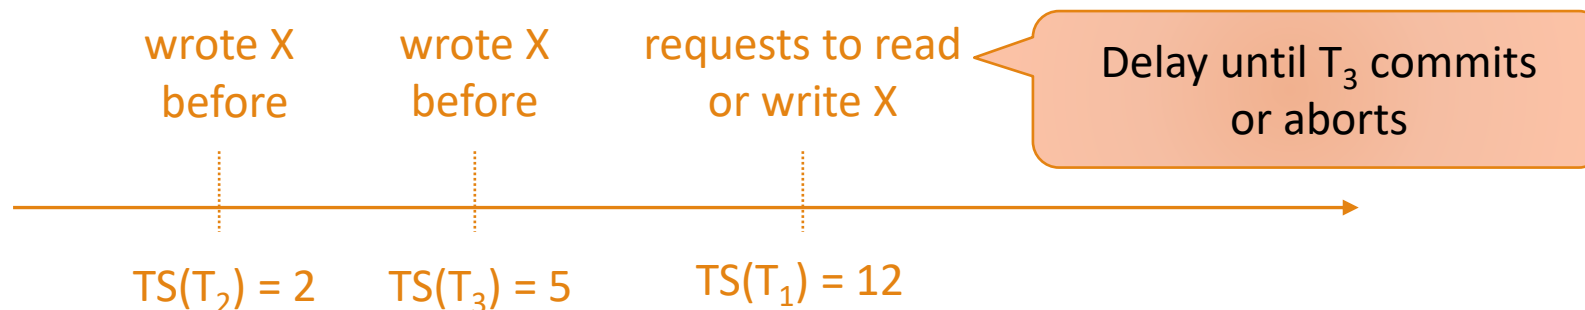 wrote X
before
wrote X
before
requests to read
or write X
Delay until T₃ commits
or aborts
TS(T₂) = 2
TS(T₃) = 5
TS(T₁) = 12